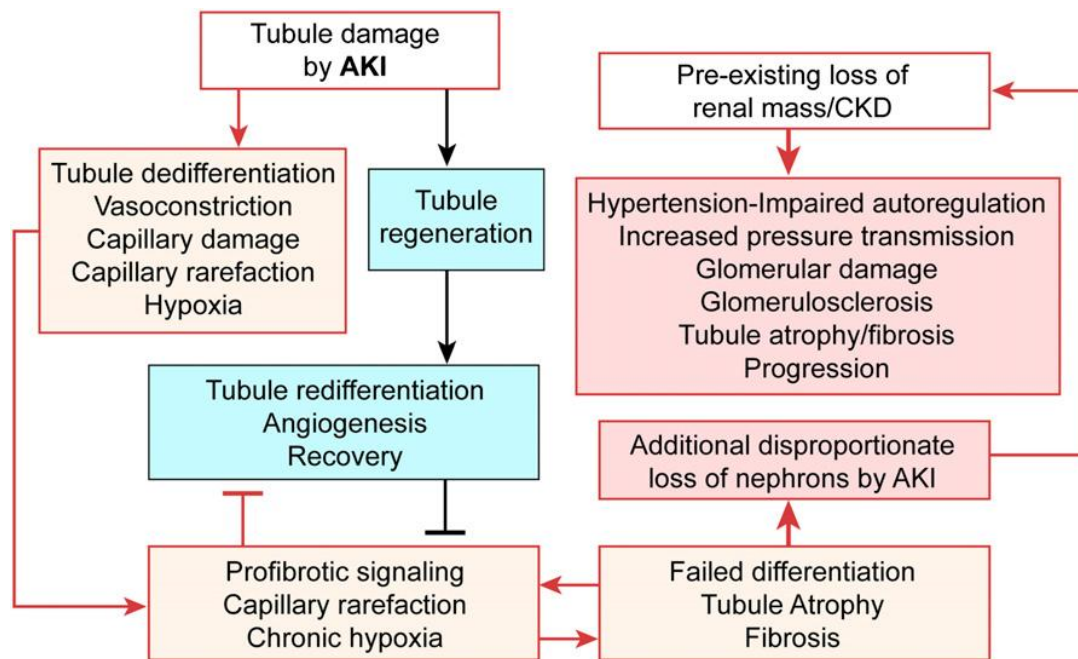 Tubule damage
by AKI
Pre-existing loss of
renal mass/CKD
Tubule dedifferentiation
Vasoconstriction
Capillary damage
Capillary rarefaction
Hypoxia
Tubule
regeneration
Hypertension-Impaired autoregulation
Increased pressure transmission
Glomerular damage
Glomerulosclerosis
Tubule atrophy/fibrosis
Progression
Tubule redifferentiation
Angiogenesis
Recovery
Additional disproportionate
loss of nephrons by AKI
Profibrotic signaling
Capillary rarefaction
Chronic hypoxia
Failed differentiation
Tubule Atrophy
Fibrosis